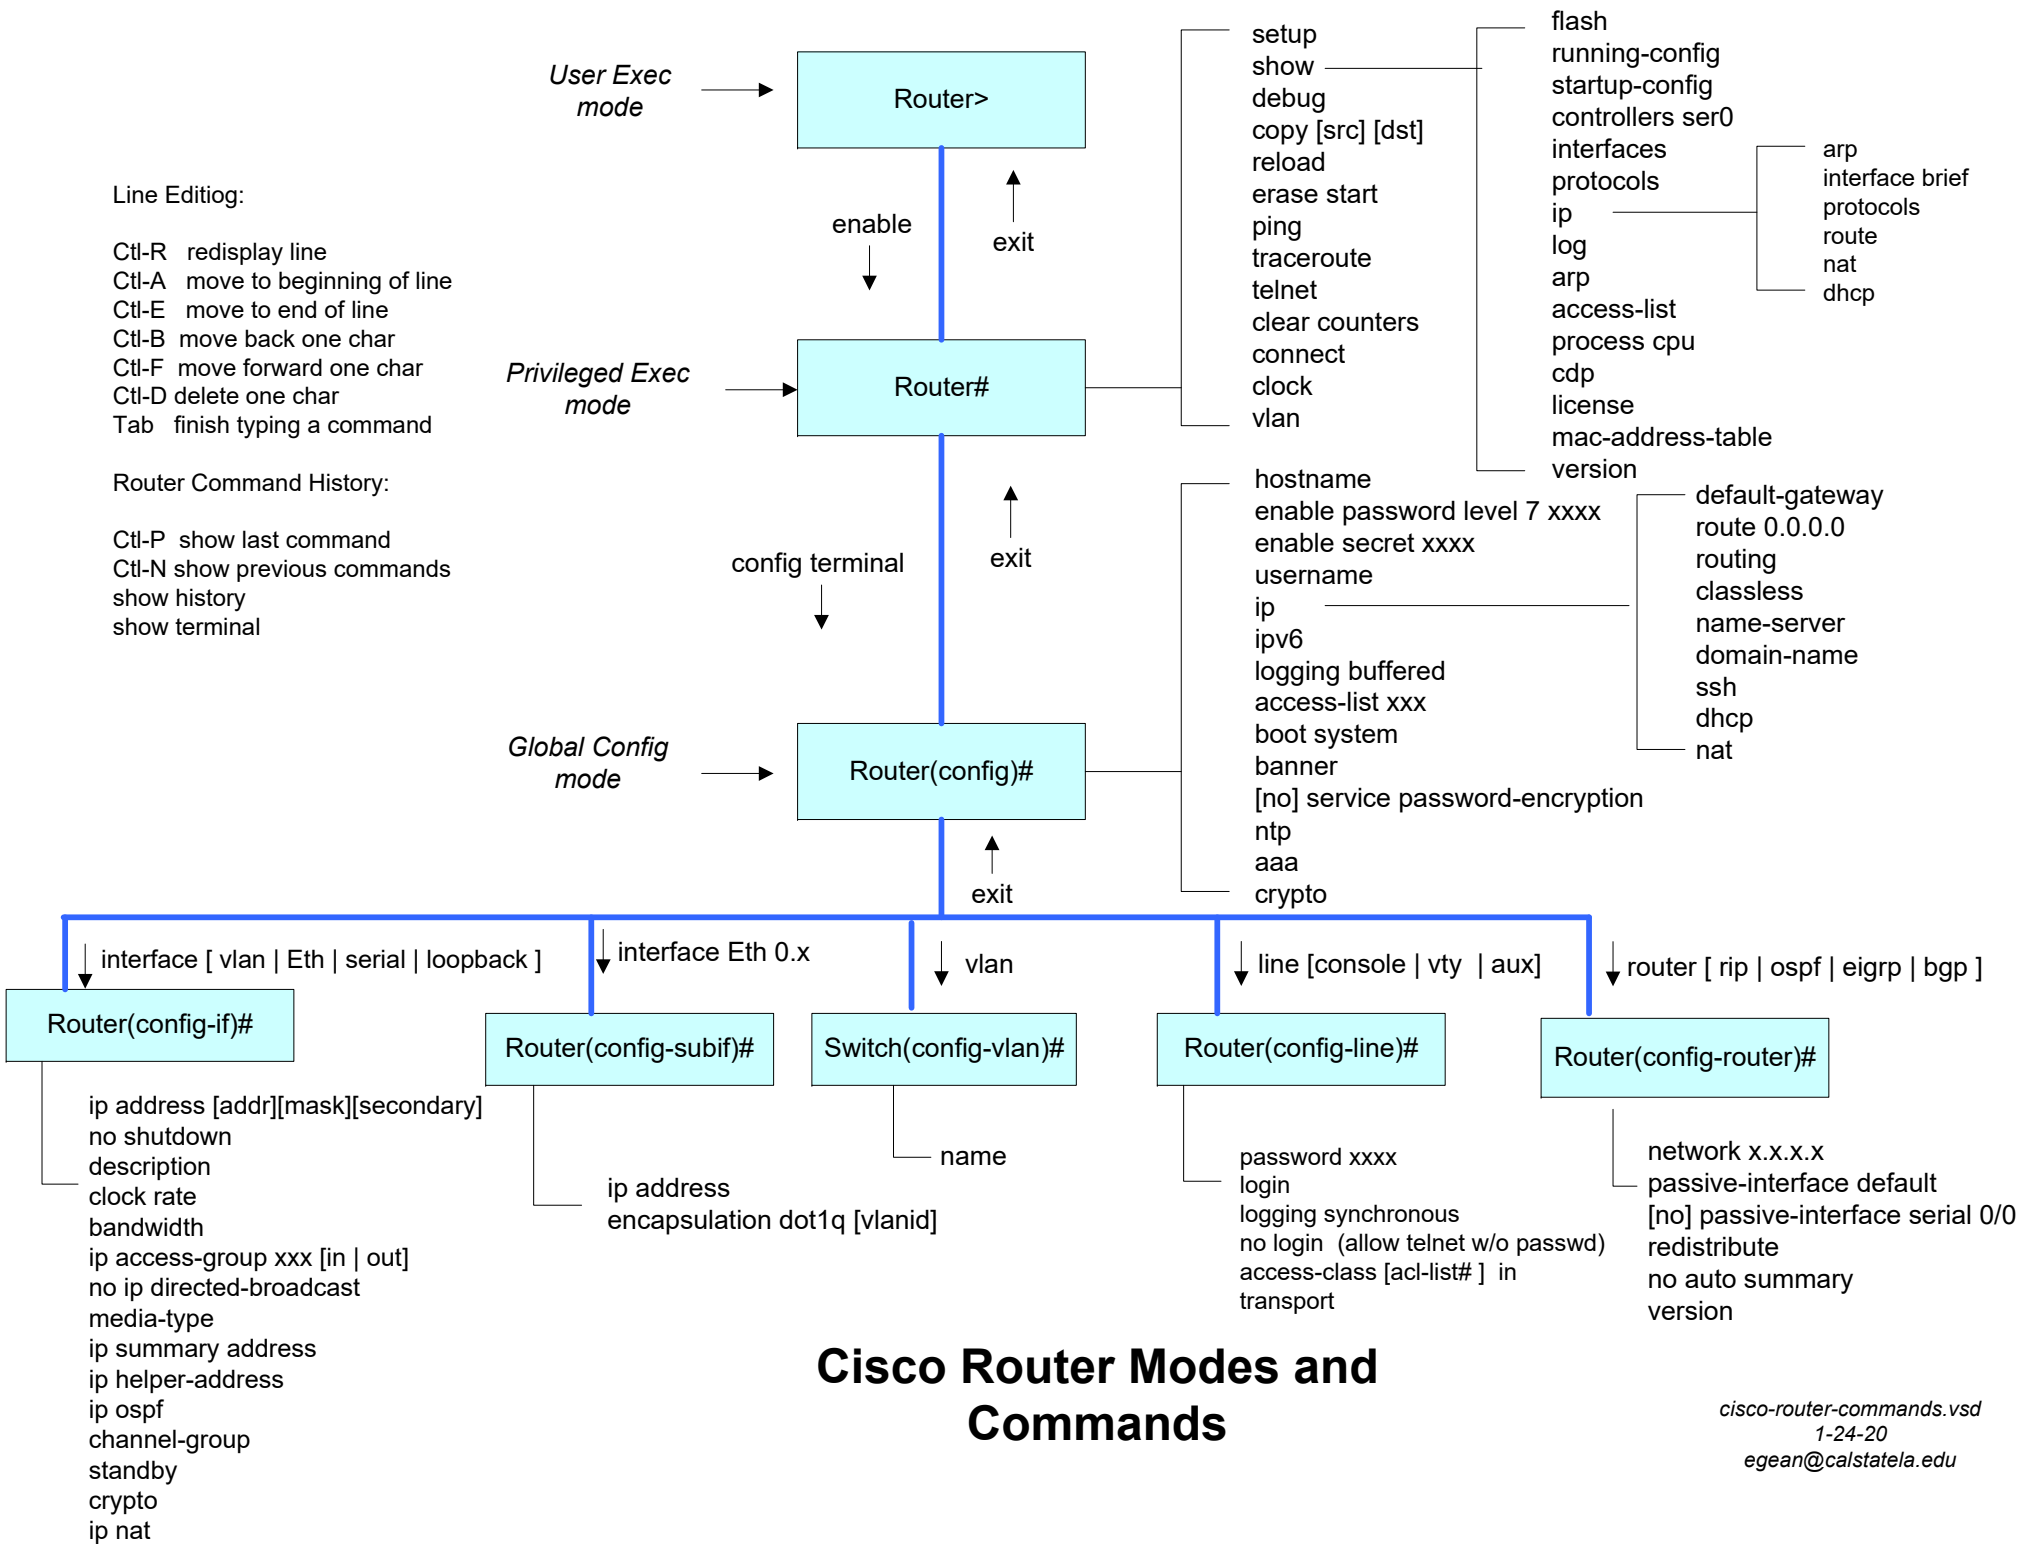 User Exec
mode
Router>
enable
exit
Line Editiog:
Ctl-R   redisplay line
Ctl-A   move to beginning of line
Ctl-E   move to end of line
Ctl-B  move back one char
Ctl-F  move forward one char
Ctl-D delete one char
Tab   finish typing a command
Router Command History:
Ctl-P  show last command
Ctl-N show previous commands
show history
show terminal
Privileged Exec
mode
Router#
config terminal
exit
setup
show
debug
copy [src] [dst]
reload
erase start
ping
traceroute
telnet
clear counters
connect
clock
vlan
flash
running-config
startup-config
controllers ser0
interfaces
protocols
ip
log
arp
access-list
process cpu
cdp
license
mac-address-table
version
arp
interface brief
protocols
route
nat
dhcp
Global Config
mode
Router(config)#
exit
hostname
enable password level 7 xxxx
enable secret xxxx
username
ip
ipv6
logging buffered
access-list xxx
boot system
banner
[no] service password-encryption
ntp
aaa
crypto
default-gateway
route 0.0.0.0
routing
classless
name-server
domain-name
ssh
dhcp
nat
interface [ vlan | Eth | serial | loopback ]
Router(config-if)#
ip address [addr][mask][secondary]
no shutdown
description
clock rate
bandwidth
ip access-group xxx [in | out]
no ip directed-broadcast
media-type
ip summary address
ip helper-address
ip ospf
channel-group
standby
crypto
ip nat
interface Eth 0.x
Router(config-subif)#
ip address
encapsulation dot1q [vlanid]
vlan
Switch(config-vlan)#
name
line [console | vty  | aux]
Router(config-line)#
password xxxx
login
logging synchronous
no login  (allow telnet w/o passwd)
access-class [acl-list# ]  in
transport
router [ rip | ospf | eigrp | bgp ]
Router(config-router)#
network x.x.x.x
passive-interface default
[no] passive-interface serial 0/0
redistribute
no auto summary
version
Cisco Router Modes and
Commands
cisco-router-commands.vsd
1-24-20
egean@calstatela.edu